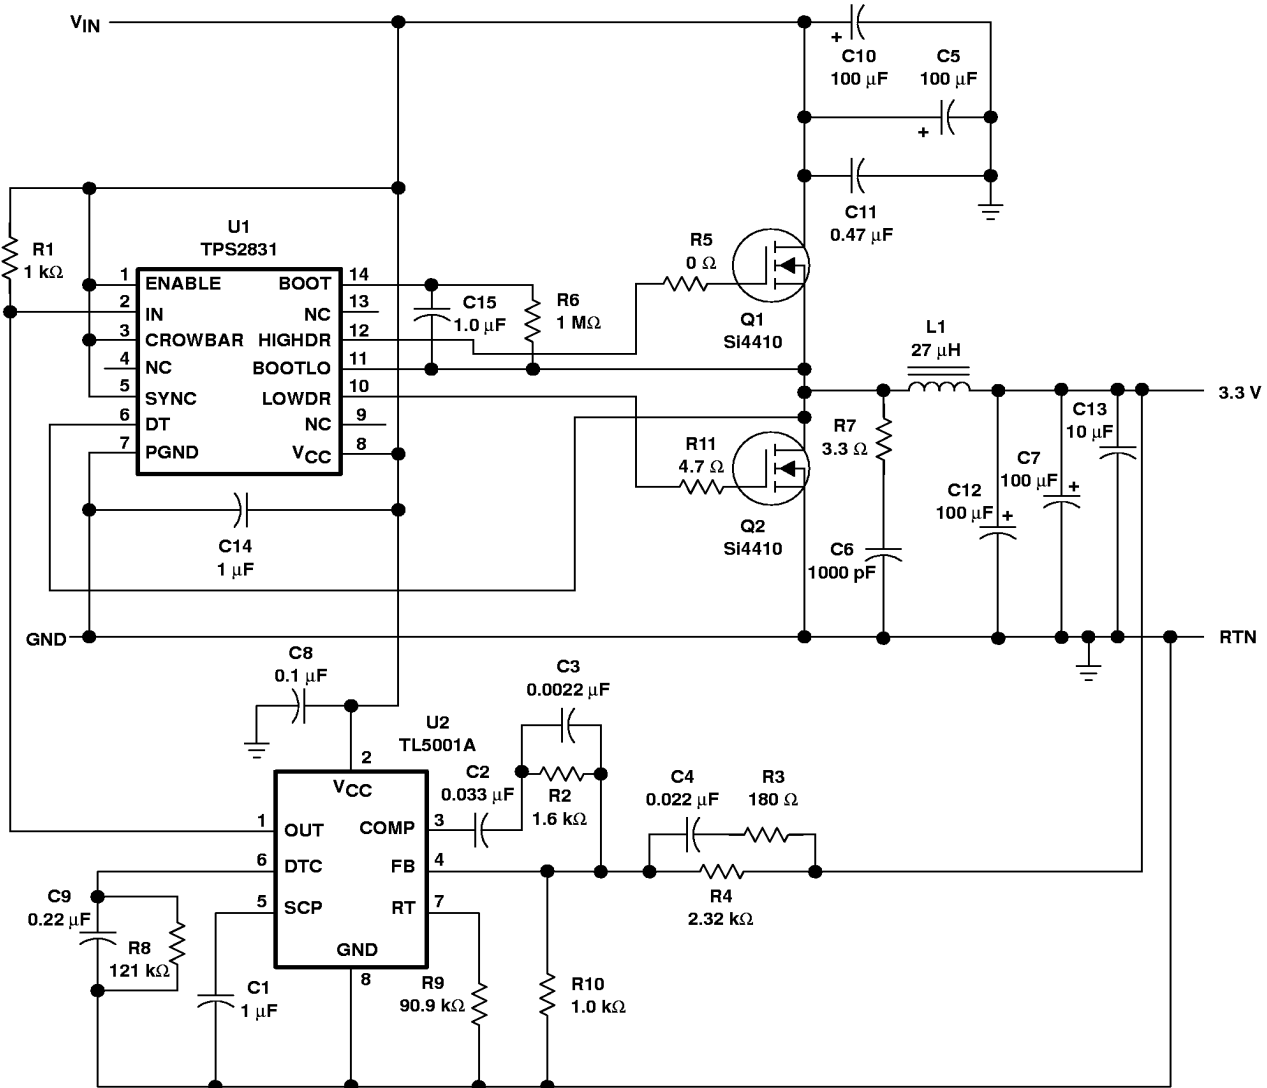 VIN
C10
100 µF
C5
100 µF
+
+
C11
0.47 µF
R1
1 kΩ
U1
TPS2831
1 ENABLE BOOT 14
2 IN NC 13
3 CROWBAR HIGHDR 12
4 NC BOOTLO 11
5 SYNC LOWDR 10
6 DT NC 9
7 PGND VCC 8
C15
1.0 µF
R6
1 MΩ
R5
0 Ω
Q1
Si4410
L1
27 µH
3.3 V
R11
4.7 Ω
Q2
Si4410
R7
3.3 Ω
C6
1000 pF
C12
100 µF
+
C7
100 µF
+
C13
10 µF
C14
1 µF
GND
RTN
C8
0.1 µF
U2
TL5001A
2
VCC
1 OUT COMP 3
6 DTC FB 4
5 SCP RT 7
GND
8
C3
0.0022 µF
C2
0.033 µF
R2
1.6 kΩ
C4
0.022 µF
R3
180 Ω
R4
2.32 kΩ
C9
0.22 µF
R8
121 kΩ
C1
1 µF
R9
90.9 kΩ
R10
1.0 kΩ